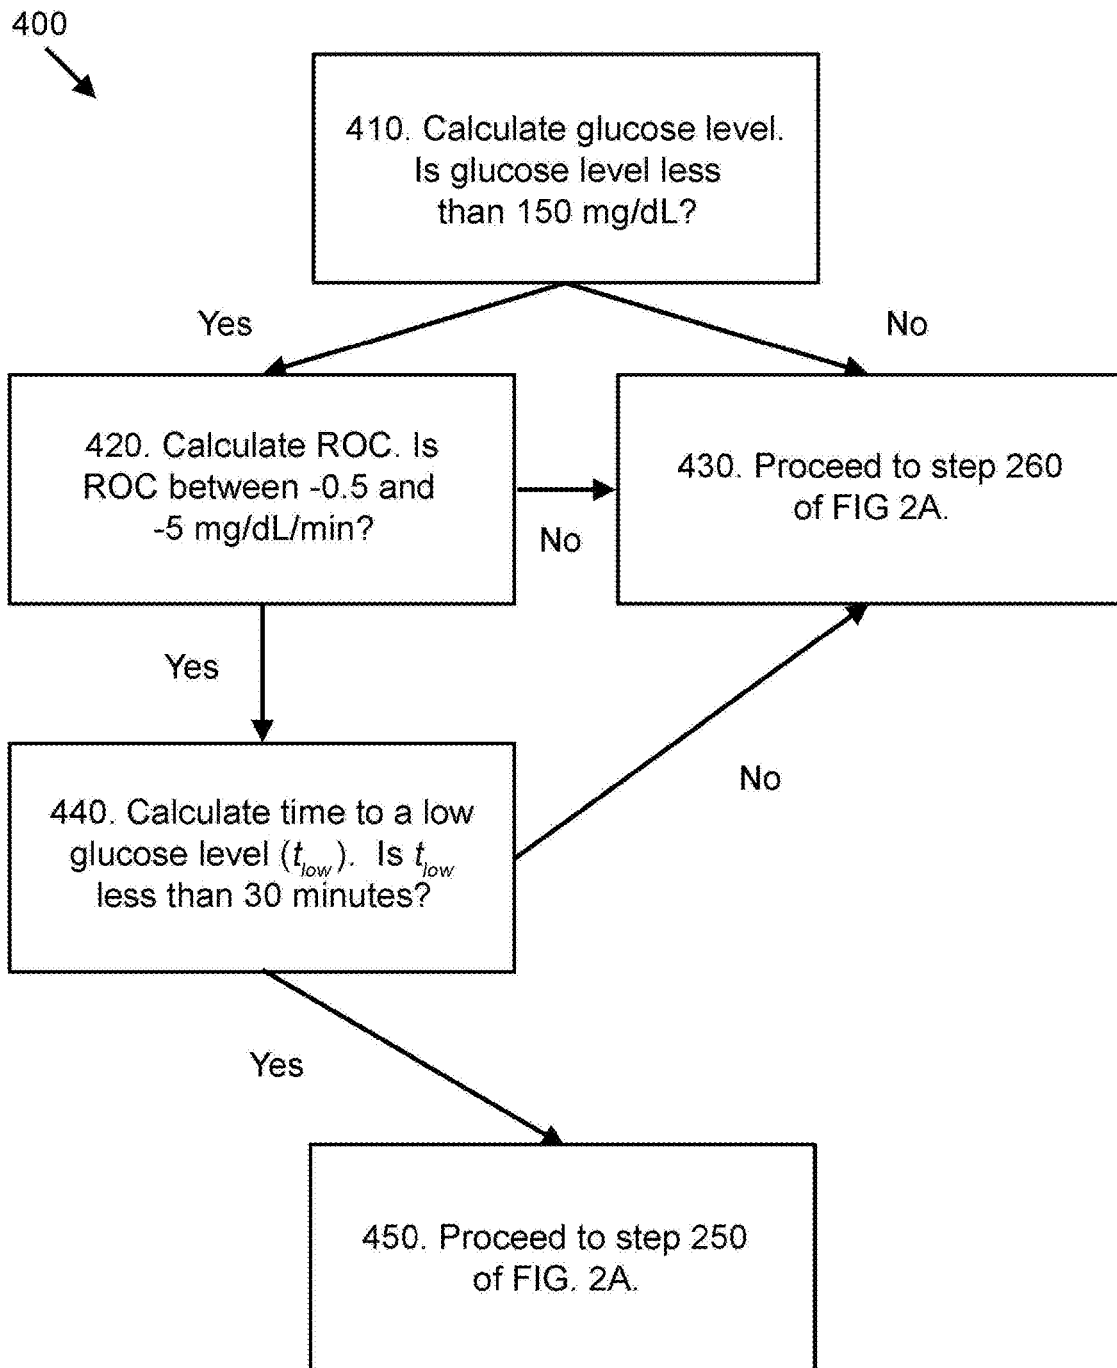 400
410. Calculate glucose level.
Is glucose level less
than 150 mg/dL?
Yes
No
420. Calculate ROC. Is
ROC between -0.5 and
-5 mg/dL/min?
No
430. Proceed to step 260
of FIG 2A.
Yes
No
440. Calculate time to a low
glucose level (t_low). Is t_low
less than 30 minutes?
Yes
450. Proceed to step 250
of FIG. 2A.